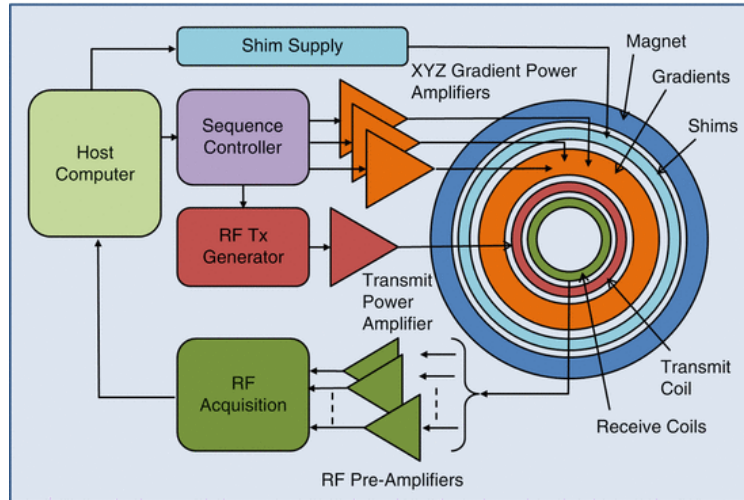 Shim Supply
Magnet
XYZ Gradient Power
Amplifiers
Gradients
Shims
Host
Computer
Sequence
Controller
RF Tx
Generator
Transmit
Power
Amplifier
Transmit
Coil
RF
Acquisition
Receive Coils
RF Pre-Amplifiers